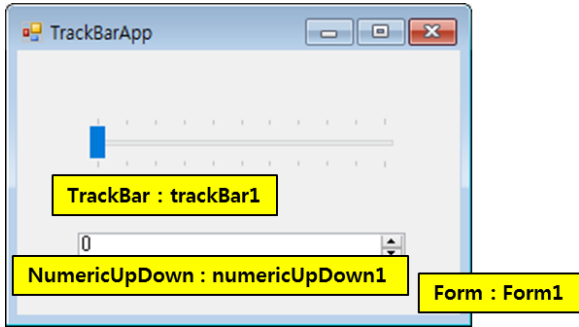 TrackBarApp
TrackBar : trackBar1
0
NumericUpDown : numericUpDown1
Form : Form1